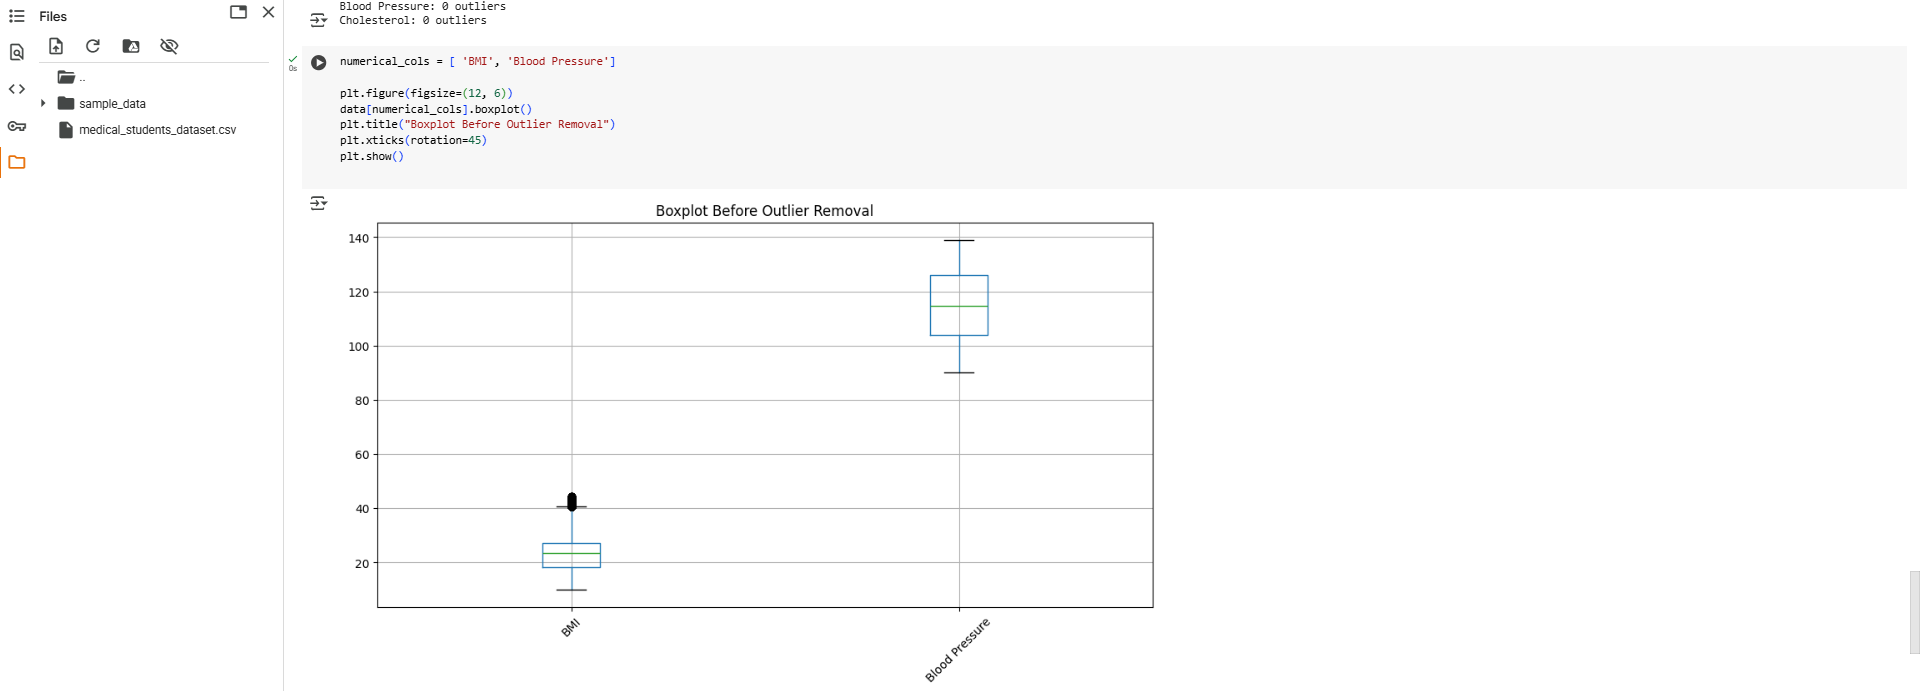 Files
..
sample_data
medical_students_dataset.csv
Blood Pressure: 0 outliers
Cholesterol: 0 outliers
0s
numerical_cols = [ 'BMI', 'Blood Pressure']
plt.figure(figsize=(12, 6))
data[numerical_cols].boxplot()
plt.title("Boxplot Before Outlier Removal")
plt.xticks(rotation=45)
plt.show()
Boxplot Before Outlier Removal
140
120
100
80
60
40
20
BMI
Blood Pressure